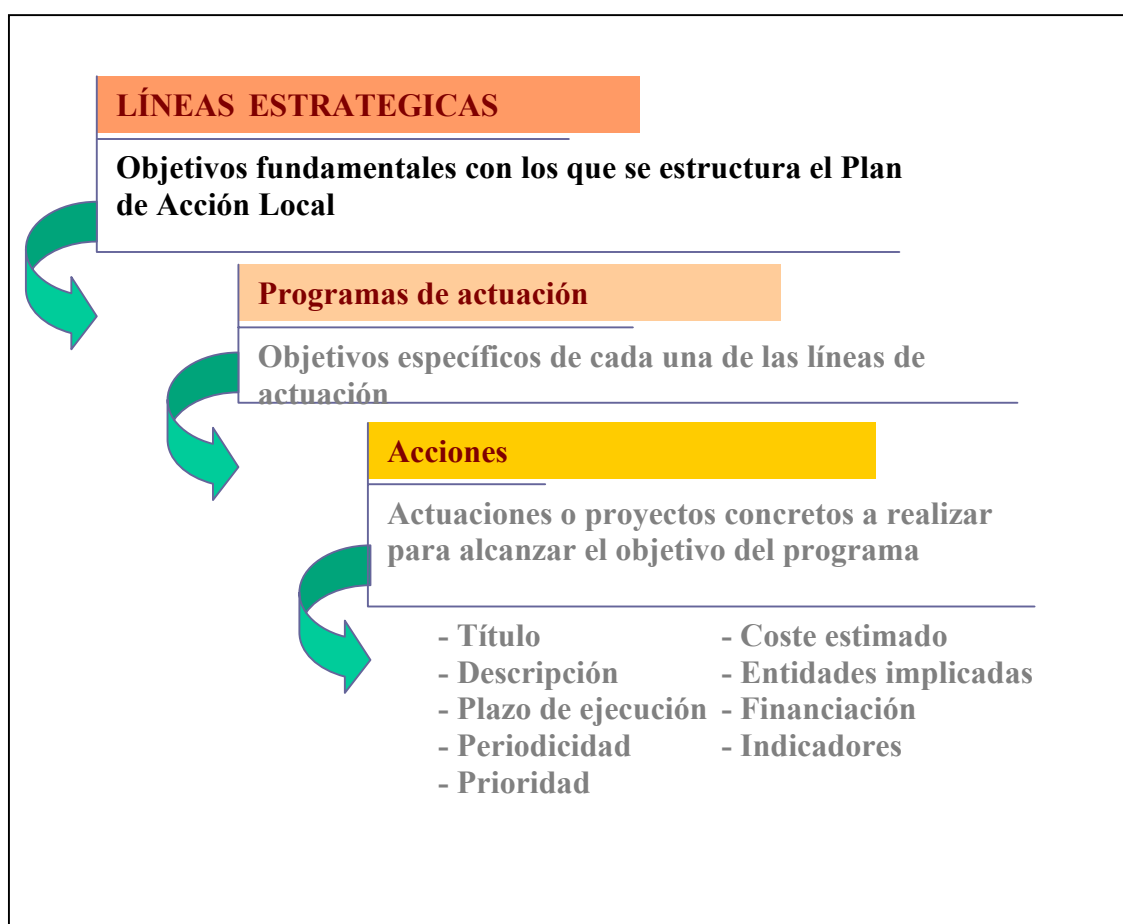 LÍNEAS ESTRATEGICAS
Objetivos fundamentales con los que se estructura el Plan
de Acción Local
Programas de actuación
Objetivos específicos de cada una de las líneas de
actuación
Acciones
Actuaciones o proyectos concretos a realizar
para alcanzar el objetivo del programa
- Título
- Descripción
- Plazo de ejecución
- Periodicidad
- Prioridad
- Coste estimado
- Entidades implicadas
- Financiación
- Indicadores